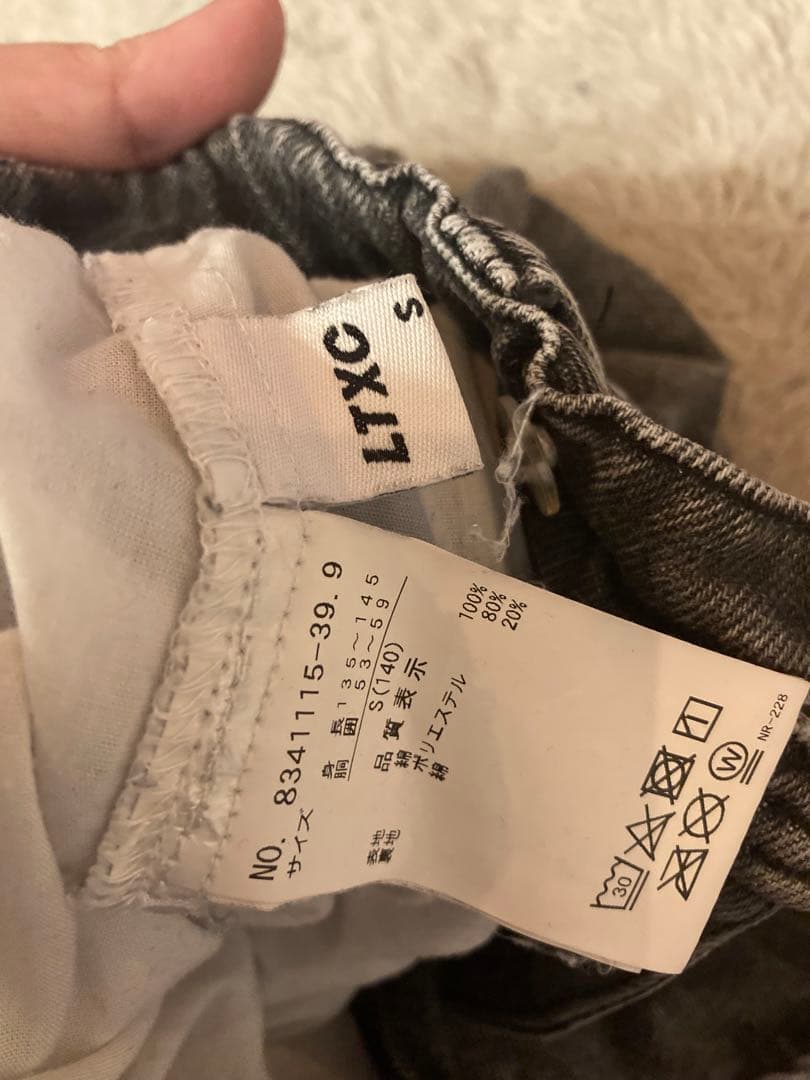 LTXC
S
NO. 8341115-39.9
サイズ
身長 135〜145
胴囲 53〜59
S(140)
品質表示
表地 綿 100%
裏地 ポリエステル 80%
綿 20%
30
W
NR-228